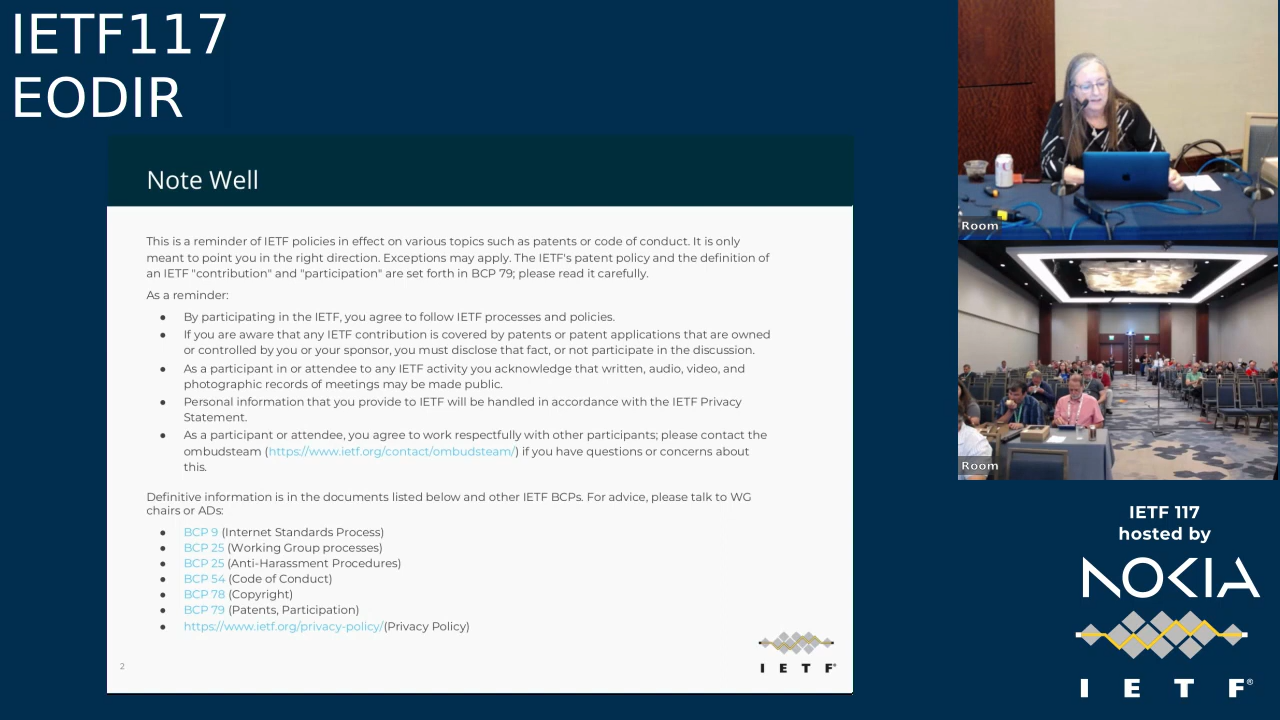 IETF117
EODIR
Note Well
This is a reminder of IETF policies in effect on various topics such as patents or code of conduct. It is only
meant to point you in the right direction. Exceptions may apply. The IETF's patent policy and the definition of
an IETF "contribution" and "participation" are set forth in BCP 79; please read it carefully.
As a reminder:
● By participating in the IETF, you agree to follow IETF processes and policies.
● If you are aware that any IETF contribution is covered by patents or patent applications that are owned
or controlled by you or your sponsor, you must disclose that fact, or not participate in the discussion.
● As a participant in or attendee to any IETF activity you acknowledge that written, audio, video, and
photographic records of meetings may be made public.
● Personal information that you provide to IETF will be handled in accordance with the IETF Privacy
Statement.
● As a participant or attendee, you agree to work respectfully with other participants; please contact the
ombudsteam (https://www.ietf.org/contact/ombudsteam/) if you have questions or concerns about
this.
Definitive information is in the documents listed below and other IETF BCPs. For advice, please talk to WG
chairs or ADs:
● BCP 9 (Internet Standards Process)
● BCP 25 (Working Group processes)
● BCP 25 (Anti-Harassment Procedures)
● BCP 54 (Code of Conduct)
● BCP 78 (Copyright)
● BCP 79 (Patents, Participation)
● https://www.ietf.org/privacy-policy/(Privacy Policy)
2
I E T F®
Room
Room
IETF 117
hosted by
NOKIA
I E T F®